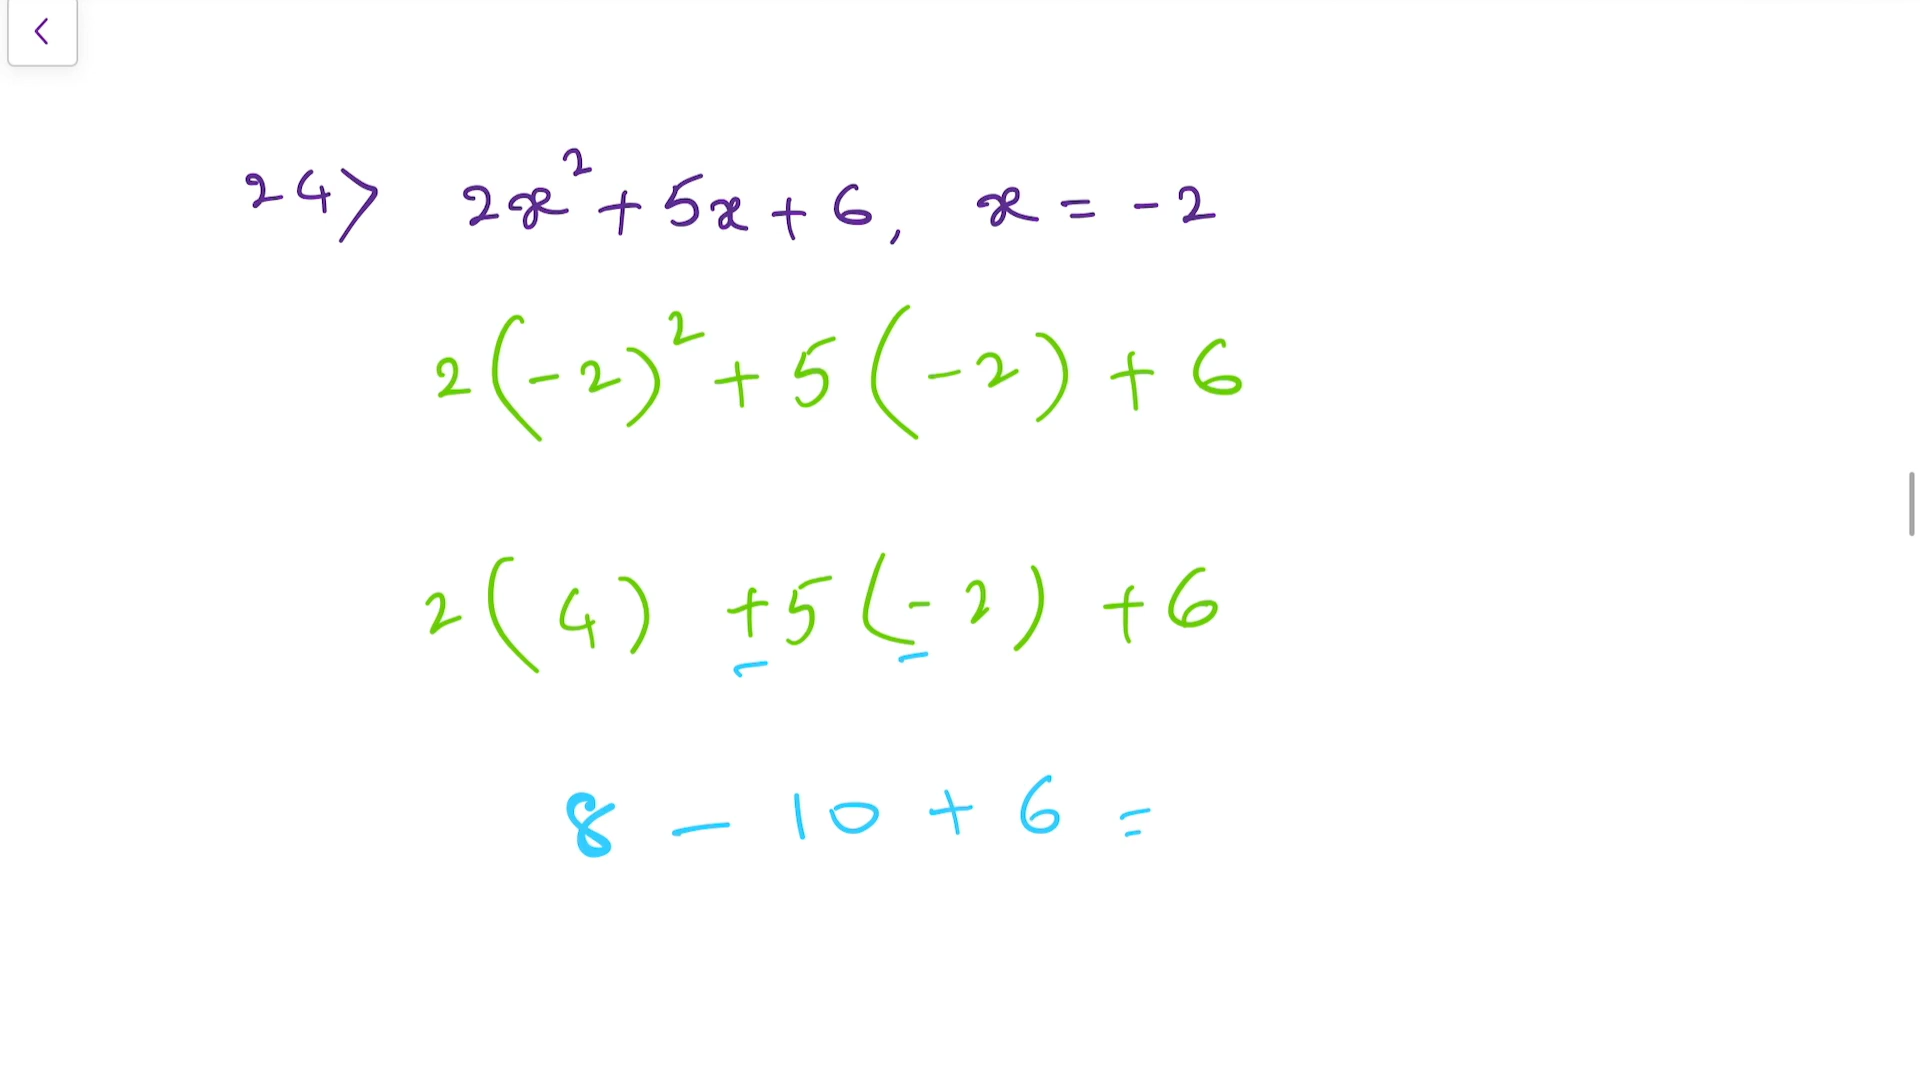 24> 2x² + 5x + 6, x = -2
2(-2)² + 5(-2) + 6
2(4) +5(-2) +6
8 - 10 + 6 =